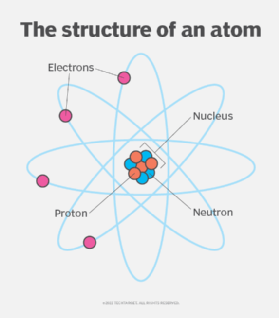 The structure of an atom
Electrons
Nucleus
Proton
Neutron